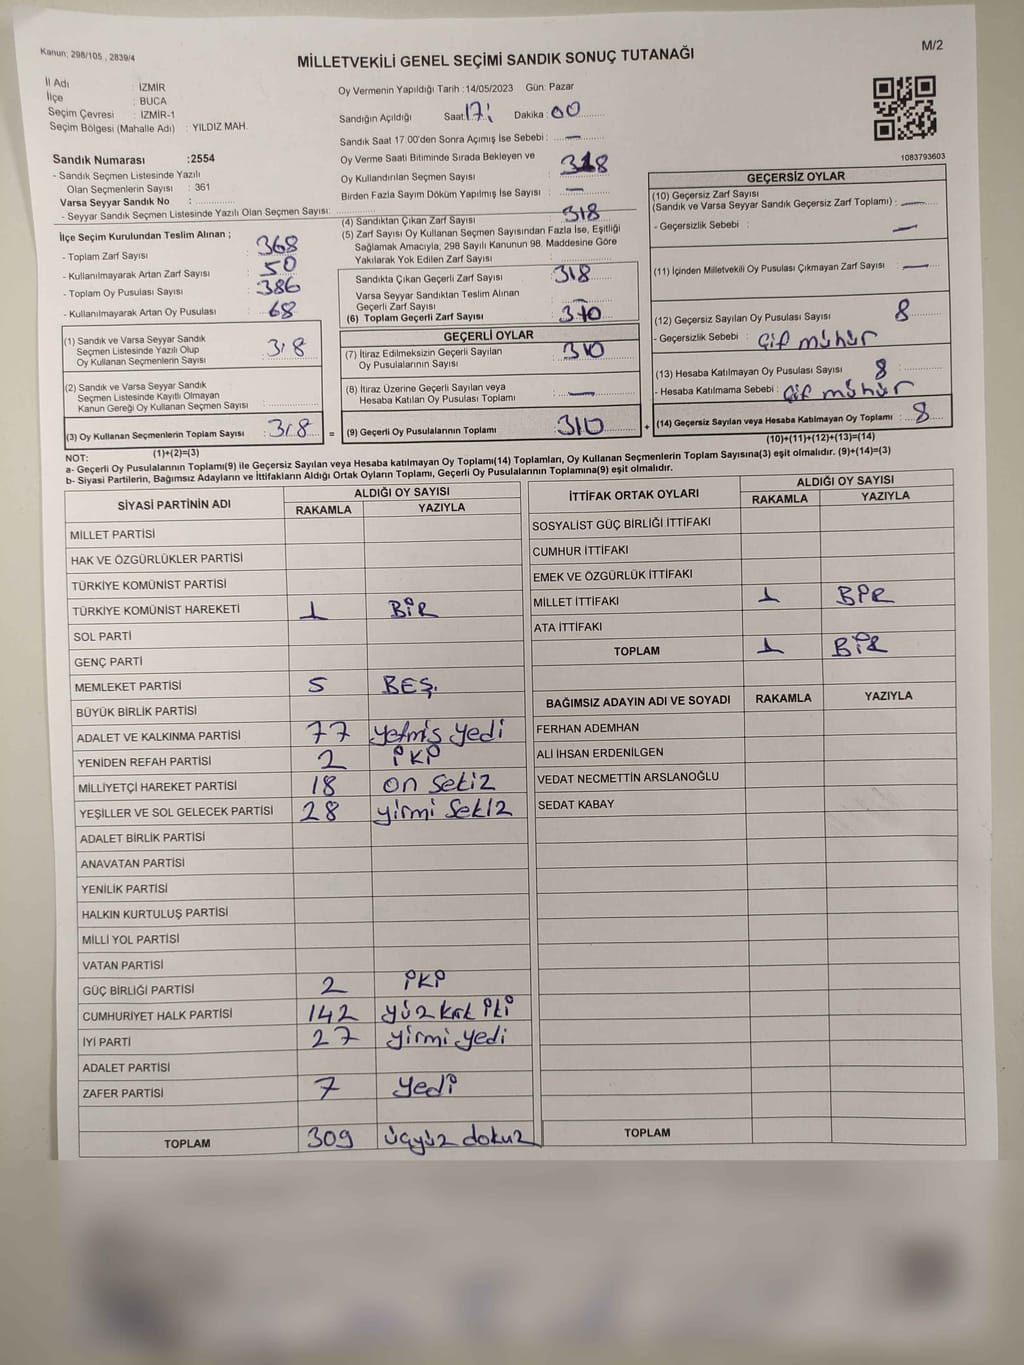 Kanun; 298/105 , 2839/4
MİLLETVEKİLİ GENEL SEÇİMİ SANDIK SONUÇ TUTANAĞI
M/2
İl Adı : İZMİR
İlçe : BUCA
Seçim Çevresi : İZMİR-1
Seçim Bölgesi (Mahalle Adı) : YILDIZ MAH.
Oy Vermenin Yapıldığı Tarih :14/05/2023 Gün. Pazar
Sandığın Açıldığı Saat 17: Dakika : 00
Sandık Saat 17.00'den Sonra Açımış İse Sebebi : —
Oy Verme Saati Bitiminde Sırada Bekleyen ve
Oy Kullandırılan Seçmen Sayısı : 318
Birden Fazla Sayım Döküm Yapılmış İse Sayısı : —
1083793603
Sandık Numarası :2554
- Sandık Seçmen Listesinde Yazılı
Olan Seçmenlerin Sayısı : 361
Varsa Seyyar Sandık No :
- Seyyar Sandık Seçmen Listesinde Yazılı Olan Seçmen Sayısı:
İlçe Seçim Kurulundan Teslim Alınan ;
- Toplam Zarf Sayısı : 368
- Kullanılmayarak Artan Zarf Sayısı : 50
- Toplam Oy Pusulası Sayısı : 386
- Kullanılmayarak Artan Oy Pusulası : 68
(1) Sandık ve Varsa Seyyar Sandık
Seçmen Listesinde Yazılı Olup
Oy Kullanan Seçmenlerin Sayısı : 318
(2) Sandık ve Varsa Seyyar Sandık
Seçmen Listesinde Kayıtlı Olmayan
Kanun Gereği Oy Kullanan Seçmen Sayısı :
(3) Oy Kullanan Seçmenlerin Toplam Sayısı : 318
(1)+(2)=(3)
(4) Sandıktan Çıkan Zarf Sayısı : 318
(5) Zarf Sayısı Oy Kullanan Seçmen Sayısından Fazla İse, Eşitliği
Sağlamak Amacıyla, 298 Sayılı Kanunun 98. Maddesine Göre
Yakılarak Yok Edilen Zarf Sayısı :
Sandıkta Çıkan Geçerli Zarf Sayısı : 318
Varsa Seyyar Sandıktan Teslim Alınan
Geçerli Zarf Sayısı : —
(6) Toplam Geçerli Zarf Sayısı : 310
GEÇERLİ OYLAR
(7) İtiraz Edilmeksizin Geçerli Sayılan
Oy Pusulalarının Sayısı : 310
(8) İtiraz Üzerine Geçerli Sayılan veya
Hesaba Katılan Oy Pusulası Toplamı : —
= (9) Geçerli Oy Pusulalarının Toplamı : 310
GEÇERSİZ OYLAR
(10) Geçersiz Zarf Sayısı
(Sandık ve Varsa Seyyar Sandık Geçersiz Zarf Toplamı) : —
- Geçersizlik Sebebi : —
(11) İçinden Milletvekili Oy Pusulası Çıkmayan Zarf Sayısı : —
(12) Geçersiz Sayılan Oy Pusulası Sayısı : 8
- Geçersizlik Sebebi : Çif mühür
(13) Hesaba Katılmayan Oy Pusulası Sayısı : 8
- Hesaba Katılmama Sebebi : Çif mühür
+ (14) Geçersiz Sayılan veya Hesaba Katılmayan Oy Toplamı : 8
(10)+(11)+(12)+(13)=(14)
NOT:
a- Geçerli Oy Pusulalarının Toplamı(9) ile Geçersiz Sayılan veya Hesaba katılmayan Oy Toplamı(14) Toplamları, Oy Kullanan Seçmenlerin Toplam Sayısına(3) eşit olmalıdır. (9)+(14)=(3)
b- Siyasi Partilerin, Bağımsız Adayların ve İttifakların Aldığı Ortak Oyların Toplamı, Geçerli Oy Pusulalarının Toplamına(9) eşit olmalıdır.
SİYASİ PARTİNİN ADI ALDIĞI OY SAYISI
RAKAMLA YAZIYLA
MİLLET PARTİSİ
HAK VE ÖZGÜRLÜKLER PARTİSİ
TÜRKİYE KOMÜNİST PARTİSİ
TÜRKİYE KOMÜNİST HAREKETİ 1 BİR
SOL PARTİ
GENÇ PARTİ
MEMLEKET PARTİSİ 5 BEŞ.
BÜYÜK BİRLİK PARTİSİ
ADALET VE KALKINMA PARTİSİ 77 yetmiş yedi
YENİDEN REFAH PARTİSİ 2 İKİ
MİLLİYETÇİ HAREKET PARTİSİ 18 on sekiz
YEŞİLLER VE SOL GELECEK PARTİSİ 28 yirmi sekiz
ADALET BİRLİK PARTİSİ
ANAVATAN PARTİSİ
YENİLİK PARTİSİ
HALKIN KURTULUŞ PARTİSİ
MİLLİ YOL PARTİSİ
VATAN PARTİSİ
GÜÇ BİRLİĞİ PARTİSİ 2 İKİ
CUMHURİYET HALK PARTİSİ 142 yüz kırk iki
İYİ PARTİ 27 yirmi yedi
ADALET PARTİSİ
ZAFER PARTİSİ 7 yedi
TOPLAM 309 üçyüz dokuz
İTTİFAK ORTAK OYLARI ALDIĞI OY SAYISI
RAKAMLA YAZIYLA
SOSYALİST GÜÇ BİRLİĞİ İTTİFAKI
CUMHUR İTTİFAKI
EMEK VE ÖZGÜRLÜK İTTİFAKI
MİLLET İTTİFAKI 1 BİR
ATA İTTİFAKI
TOPLAM 1 BİR
BAĞIMSIZ ADAYIN ADI VE SOYADI RAKAMLA YAZIYLA
FERHAN ADEMHAN
ALİ İHSAN ERDENİLGEN
VEDAT NECMETTİN ARSLANOĞLU
SEDAT KABAY
TOPLAM